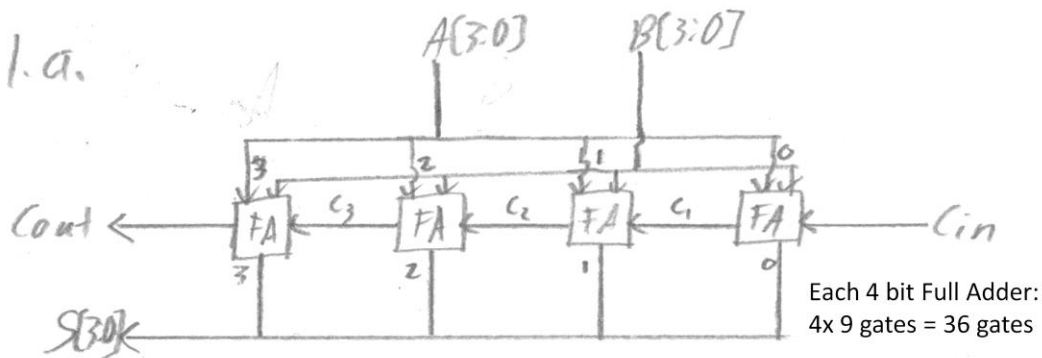 1.a.
A[3:0] B[3:0]
3 2 1 0
Cout FA C3 FA C2 FA C1 FA Cin
3 2 1 0
S[3:0]
Each 4 bit Full Adder:
4x 9 gates = 36 gates